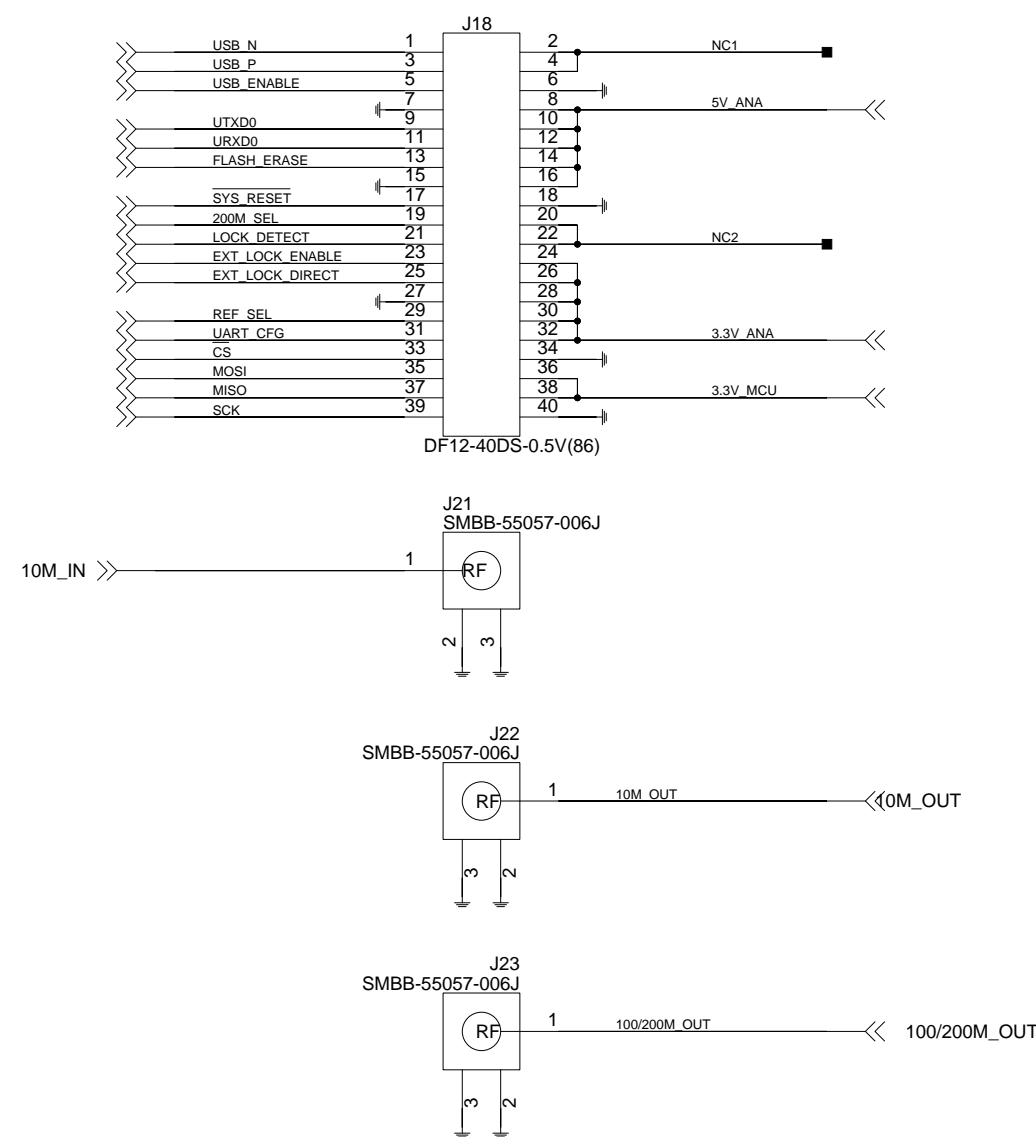 J18
USB_N 1 2 NC1
USB_P 3 4
USB_ENABLE 5 6
7 8 5V_ANA
UTXD0 9 10
URXD0 11 12
FLASH_ERASE 13 14
15 16
SYS_RESET 17 18
200M_SEL 19 20
LOCK_DETECT 21 22 NC2
EXT_LOCK_ENABLE 23 24
EXT_LOCK_DIRECT 25 26
27 28
REF_SEL 29 30
UART_CFG 31 32 3.3V_ANA
CS 33 34
MOSI 35 36
MISO 37 38 3.3V_MCU
SCK 39 40
DF12-40DS-0.5V(86)
J21
SMBB-55057-006J
10M_IN 1 RF
2 3
J22
SMBB-55057-006J
RF 1 10M_OUT 10M_OUT
3 2
J23
SMBB-55057-006J
RF 1 100/200M_OUT 100/200M_OUT
3 2